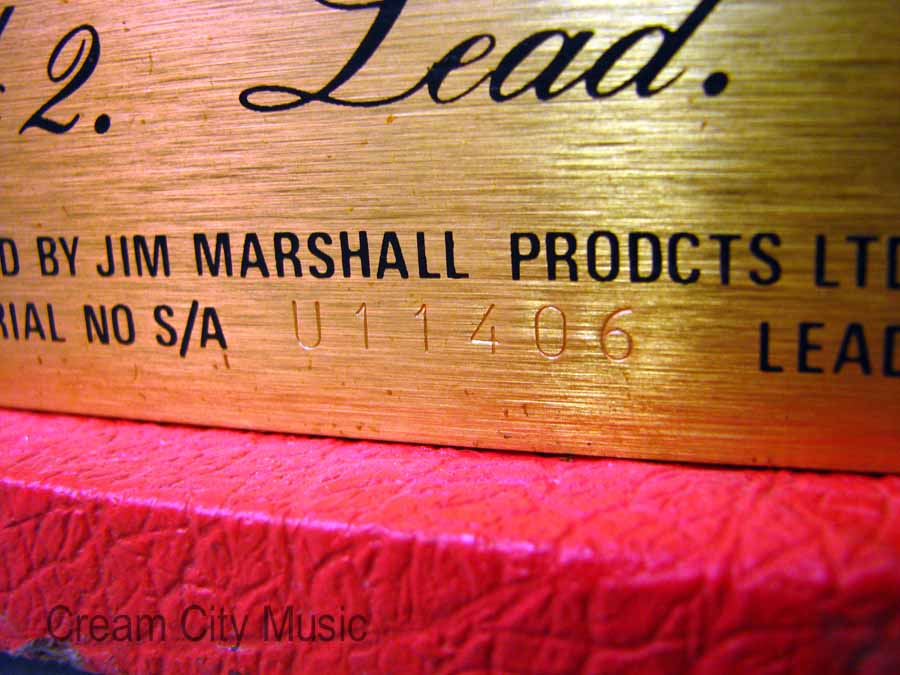 2. Lead.
D BY JIM MARSHALL PRODCTS LTD
RIAL NO S/A U11406 LEAD
Cream City Music